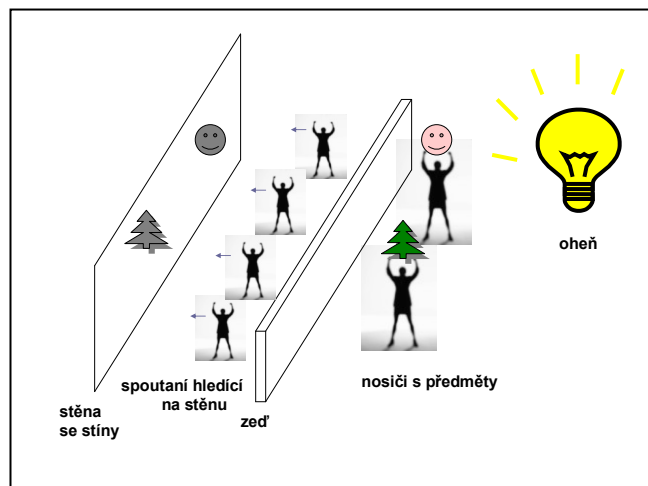 oheň
spoutaní hledící
na stěnu
nosiči s předměty
stěna
se stíny
zeď